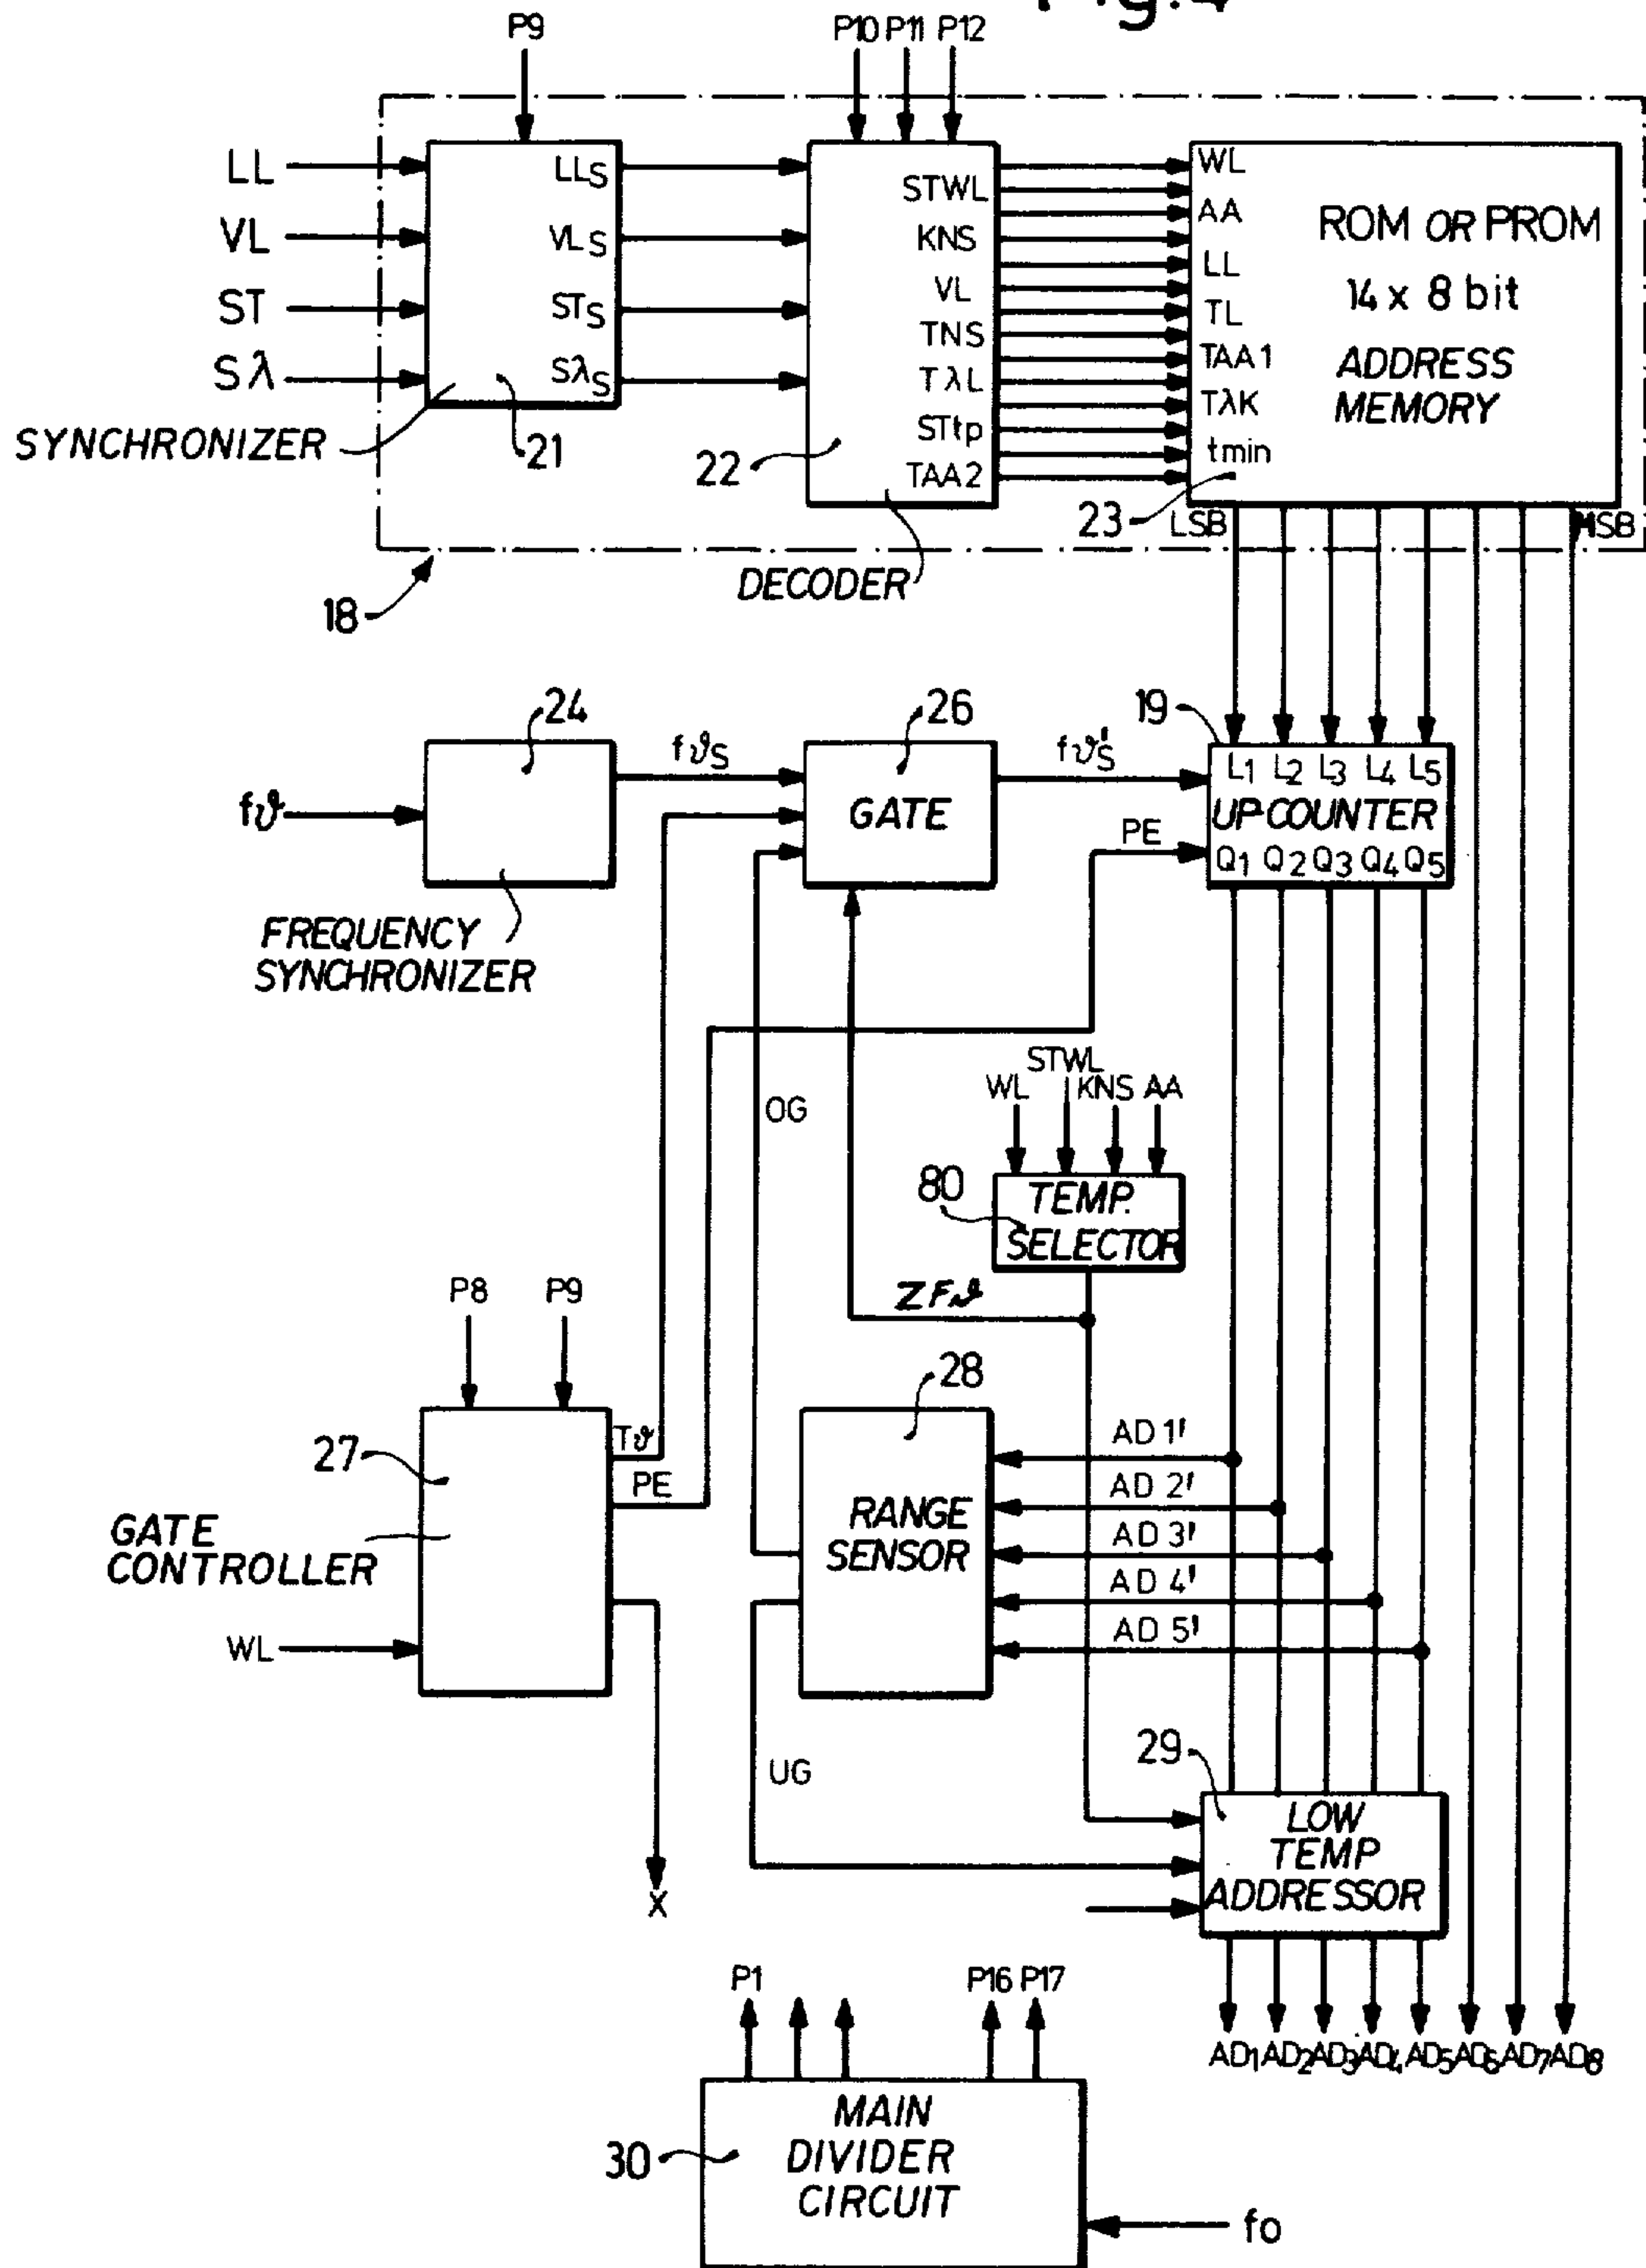 P9
P10 P11 P12
LL
VL
ST
Sλ
LLS
VLS
STS
SλS
SYNCHRONIZER
21
22
DECODER
STWL
KNS
VL
TNS
TλL
STtp
TAA2
WL
AA
LL
TL
TAA1
TλK
tmin
ROM OR PROM
14 x 8 bit
ADDRESS
MEMORY
23
LSB
MSB
18
24
fϑ
fϑS
FREQUENCY
SYNCHRONIZER
26
GATE
fϑ'S
PE
19
L1 L2 L3 L4 L5
UP-COUNTER
Q1 Q2 Q3 Q4 Q5
OG
WL STWL KNS AA
80
TEMP.
SELECTOR
ZFϑ
P8 P9
27
Tϑ
PE
GATE
CONTROLLER
WL
X
28
RANGE
SENSOR
AD 1'
AD 2'
AD 3'
AD 4'
AD 5'
UG
29
LOW
TEMP
ADDRESSOR
AD1 AD2 AD3 AD4 AD5 AD6 AD7 AD8
P1 P16 P17
30
MAIN
DIVIDER
CIRCUIT
fo